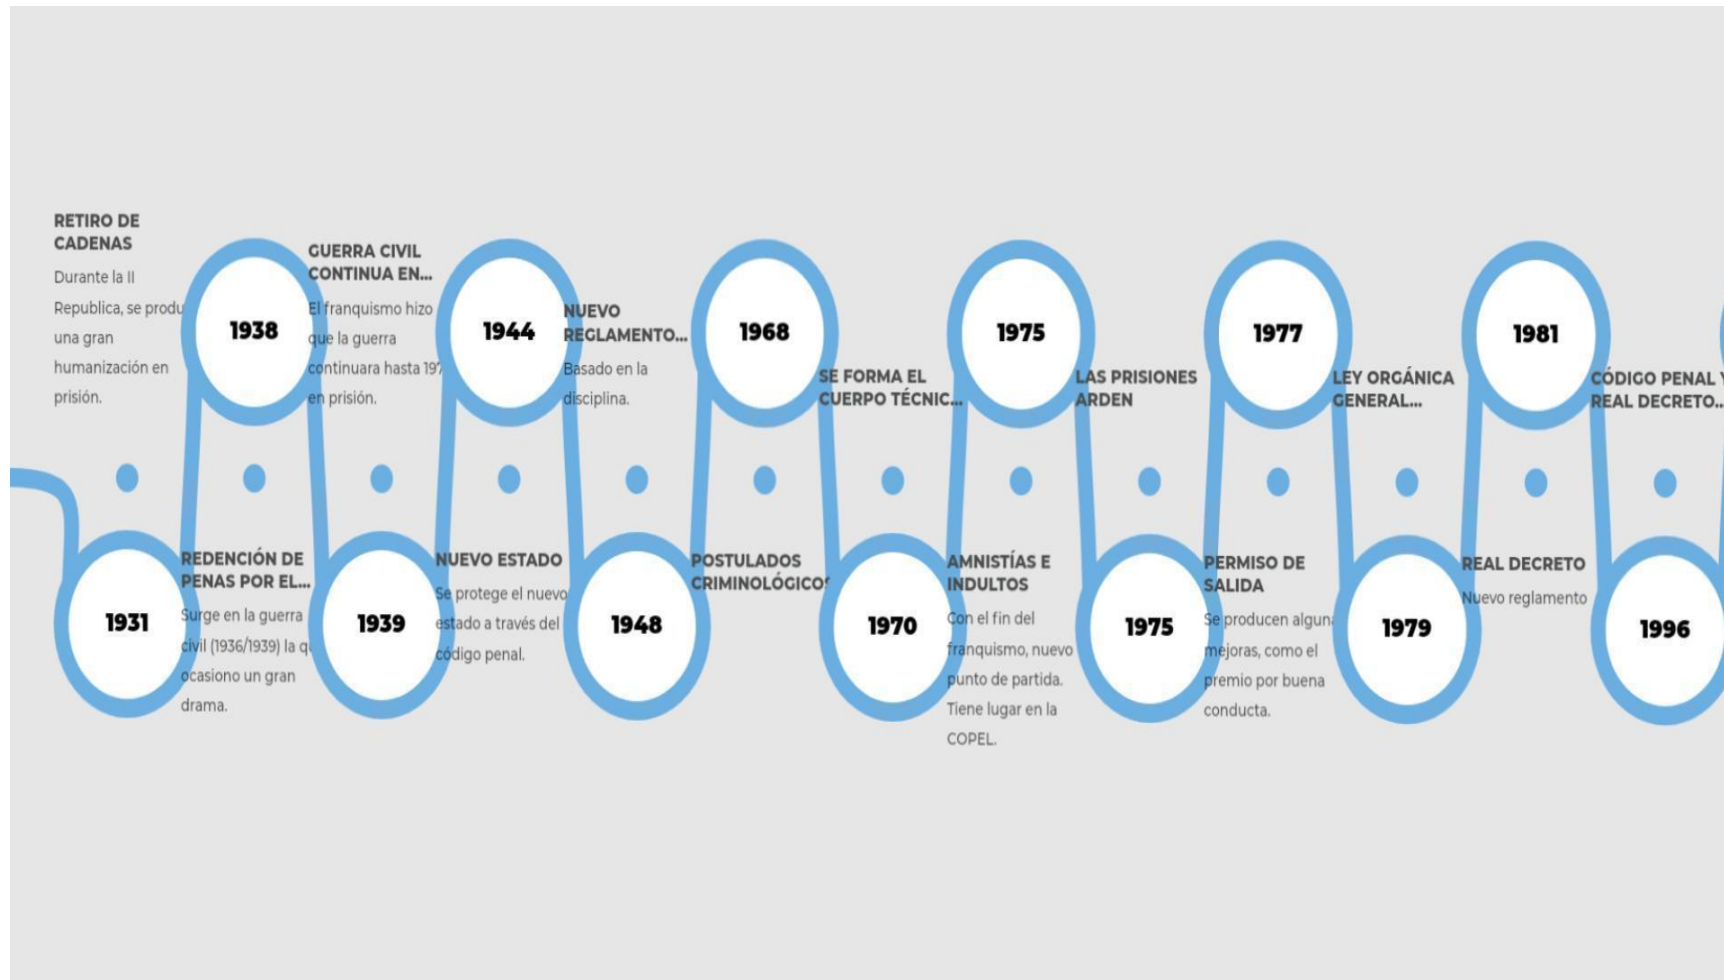 RETIRO DE
CADENAS
Durante la II
Republica, se produ
una gran
humanización en
prisión.
1931
1938
REDENCIÓN DE
PENAS POR EL...
Surge en la guerra
civil (1936/1939) la q
ocasiono un gran
drama.
GUERRA CIVIL
CONTINUA EN...
El franquismo hizo
que la guerra
continuara hasta 197
en prisión.
1939
1944
NUEVO ESTADO
Se protege el nuevo
estado a través del
código penal.
NUEVO
REGLAMENTO...
Basado en la
disciplina.
1948
1968
POSTULADOS
CRIMINOLÓGICOS
SE FORMA EL
CUERPO TÉCNIC...
1970
1975
AMNISTÍAS E
INDULTOS
Con el fin del
franquismo, nuevo
punto de partida.
Tiene lugar en la
COPEL.
LAS PRISIONES
ARDEN
1975
1977
PERMISO DE
SALIDA
Se producen algun
mejoras, como el
premio por buena
conducta.
LEY ORGÁNICA
GENERAL...
1979
1981
REAL DECRETO
Nuevo reglamento
CÓDIGO PENAL Y
REAL DECRETO...
1996